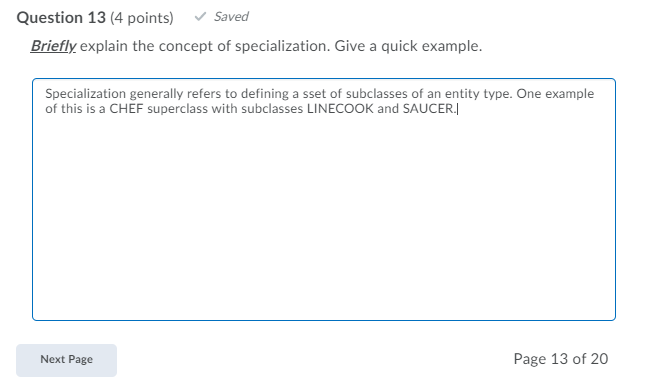 Question 13 (4 points) ✓ Saved
Briefly explain the concept of specialization. Give a quick example.
Specialization generally refers to defining a sset of subclasses of an entity type. One example
of this is a CHEF superclass with subclasses LINECOOK and SAUCER.
Next Page
Page 13 of 20